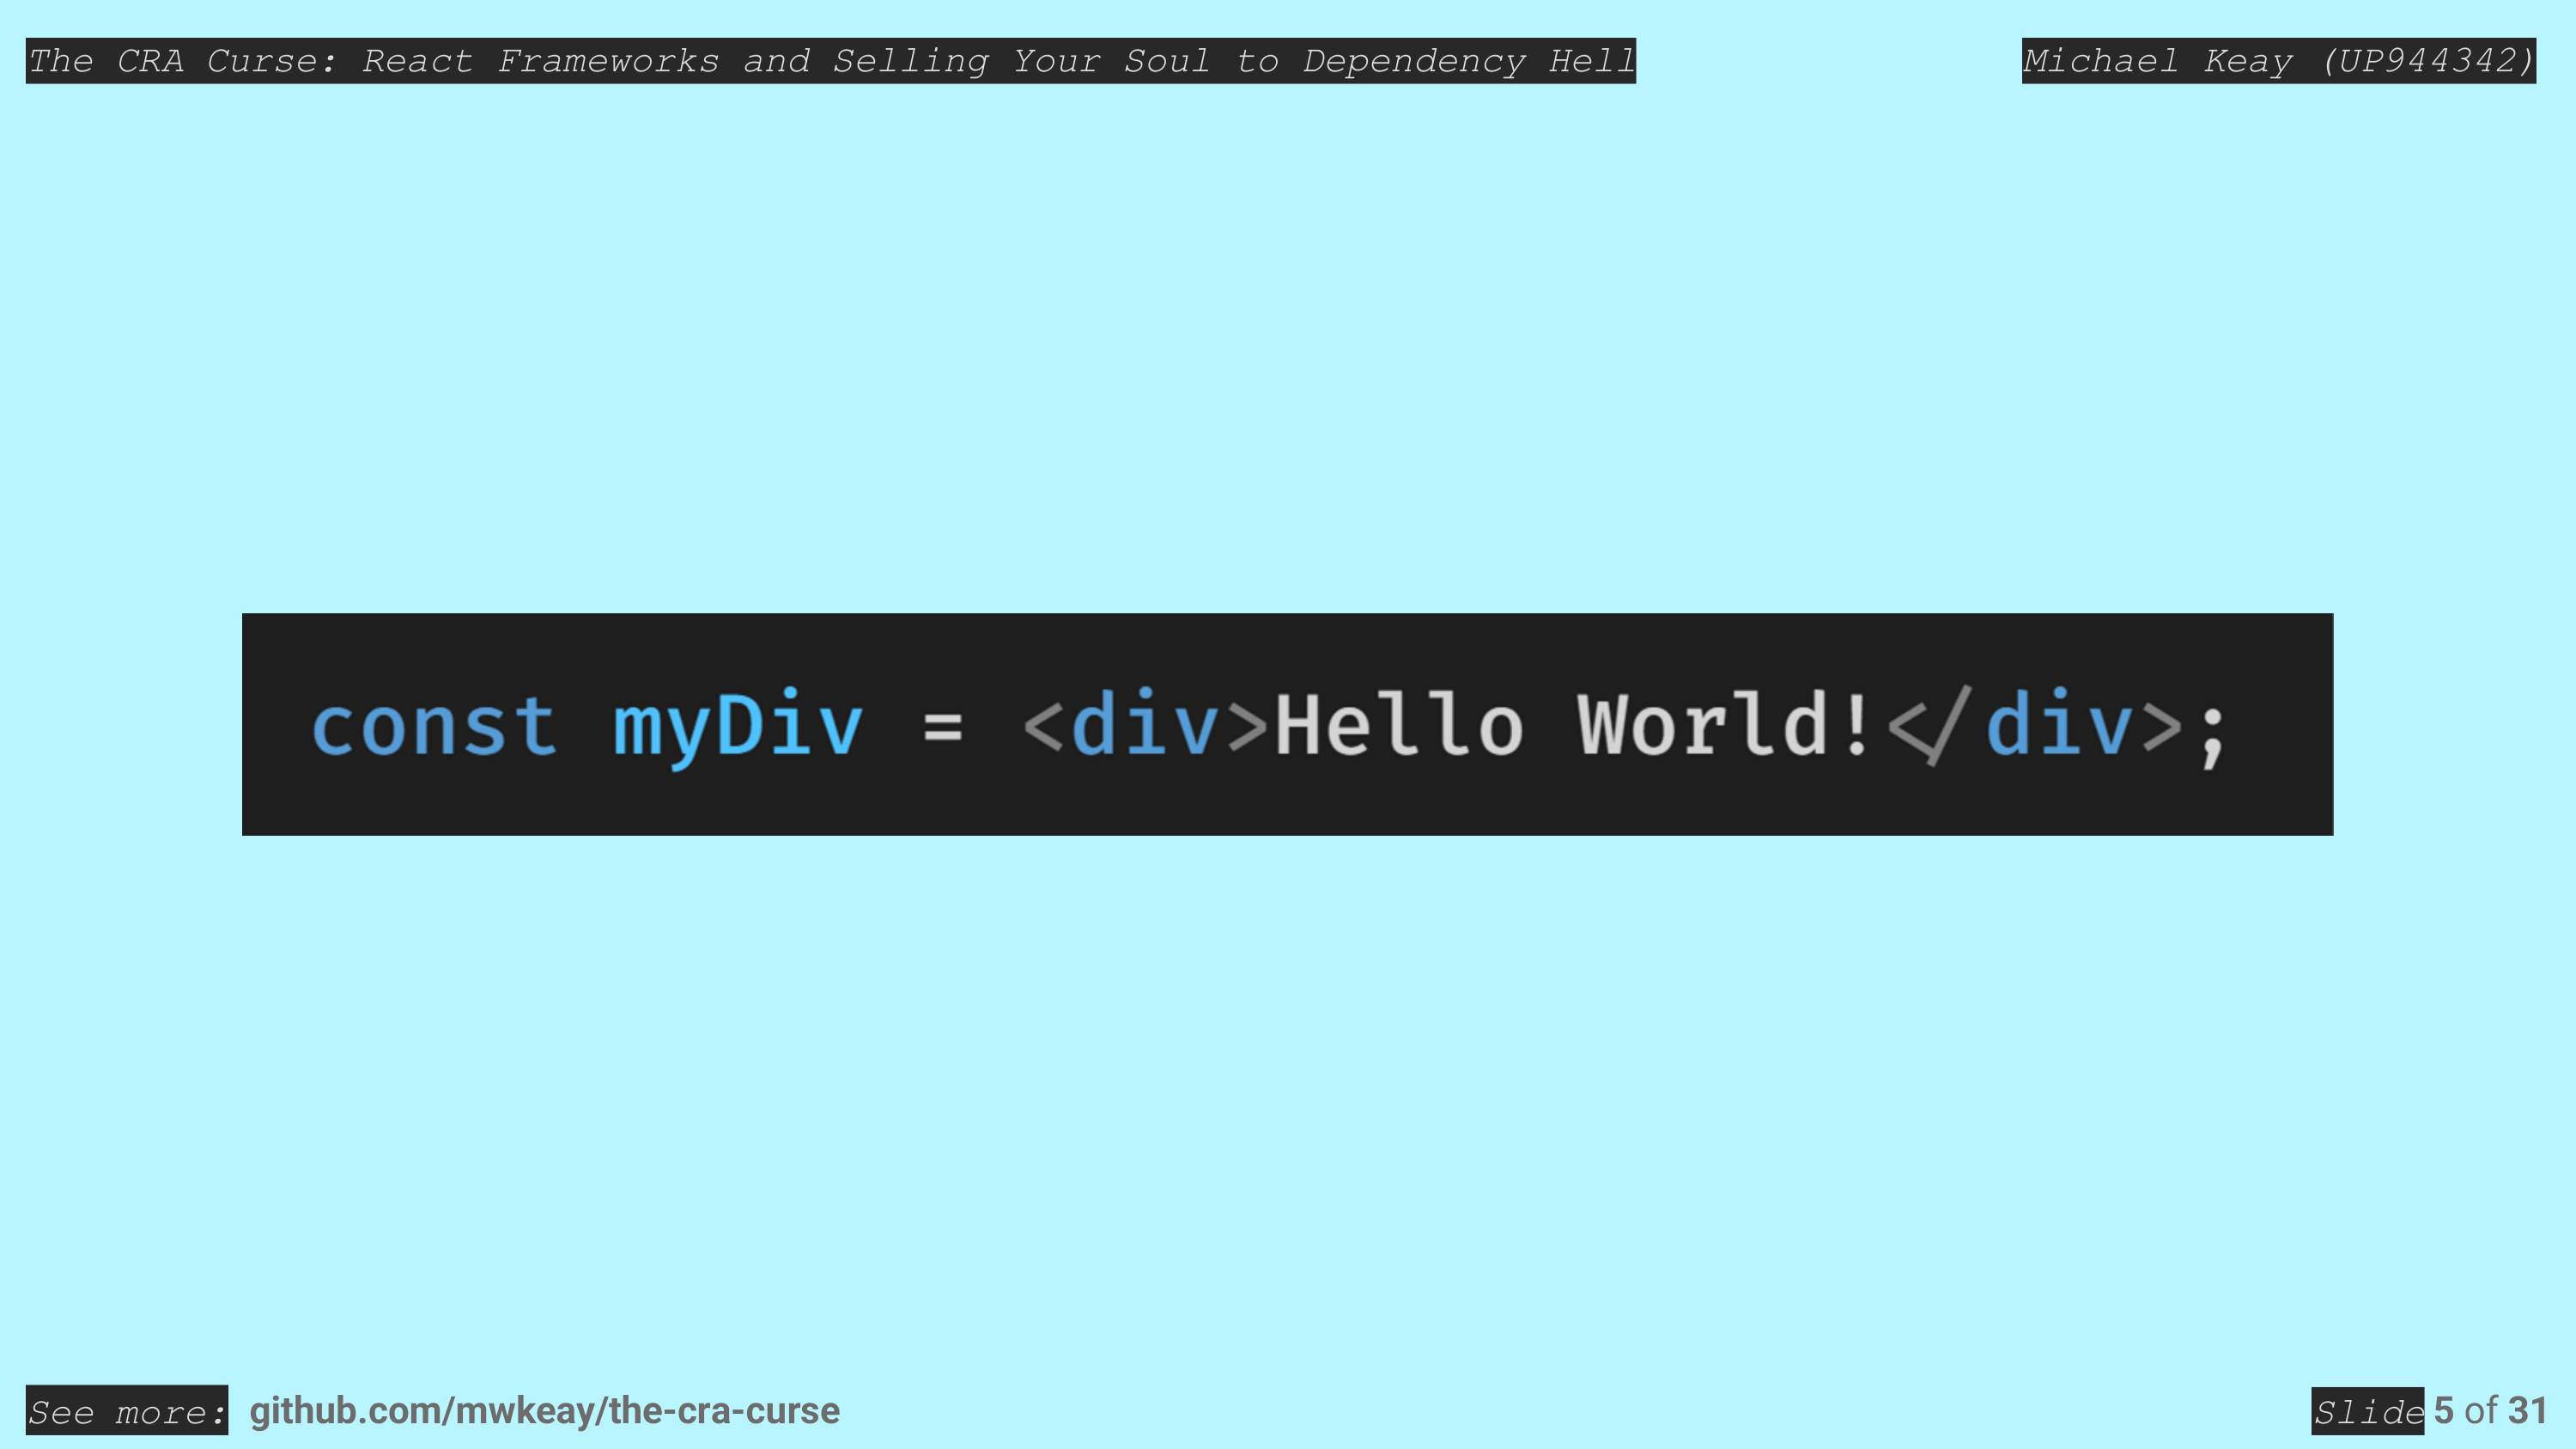 The CRA Curse: React Frameworks and Selling Your Soul to Dependency Hell
Michael Keay (UP944342)
const myDiv = <div>Hello World!</div>;
See more: github.com/mwkeay/the-cra-curse
Slide 5 of 31